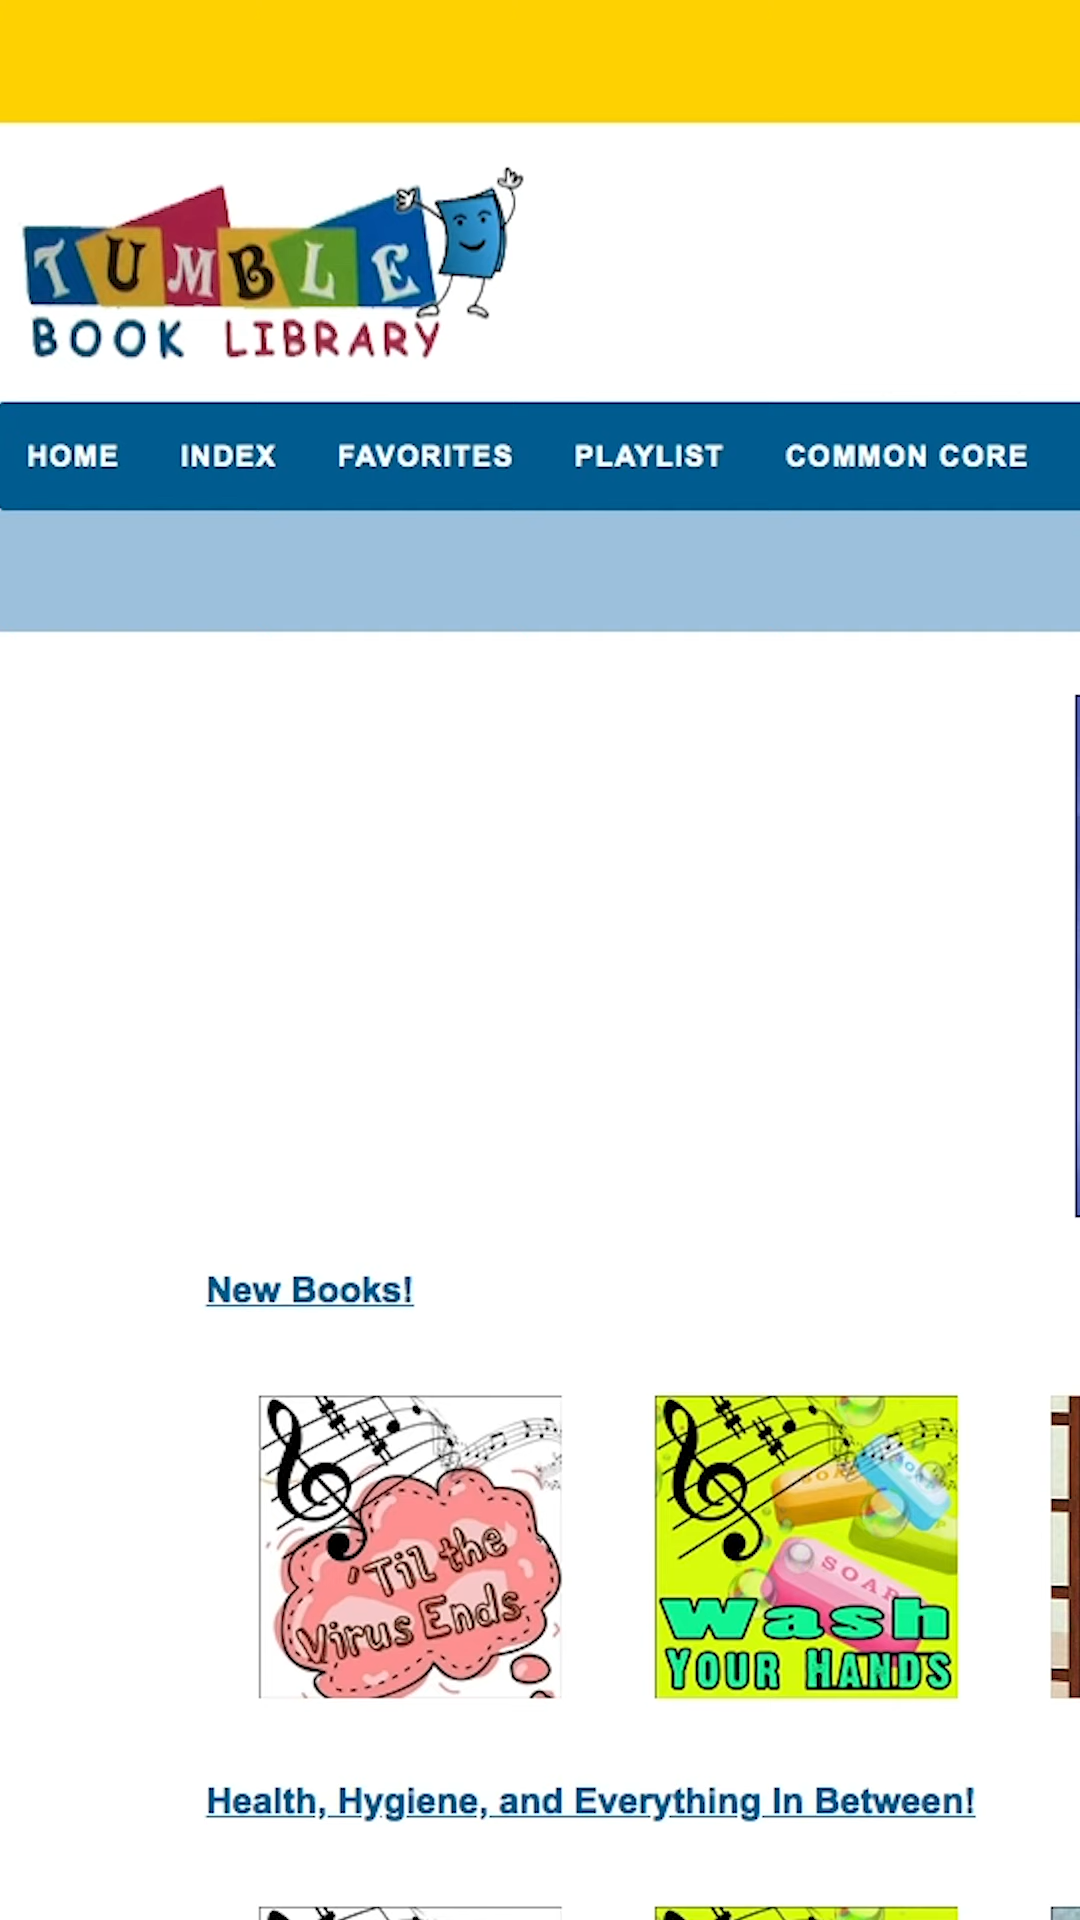 TUMBLE
BOOK LIBRARY
HOME INDEX FAVORITES PLAYLIST COMMON CORE
New Books!
'Til the
Virus Ends
SOAP
Wash
YOUR HANDS
Health, Hygiene, and Everything In Between!